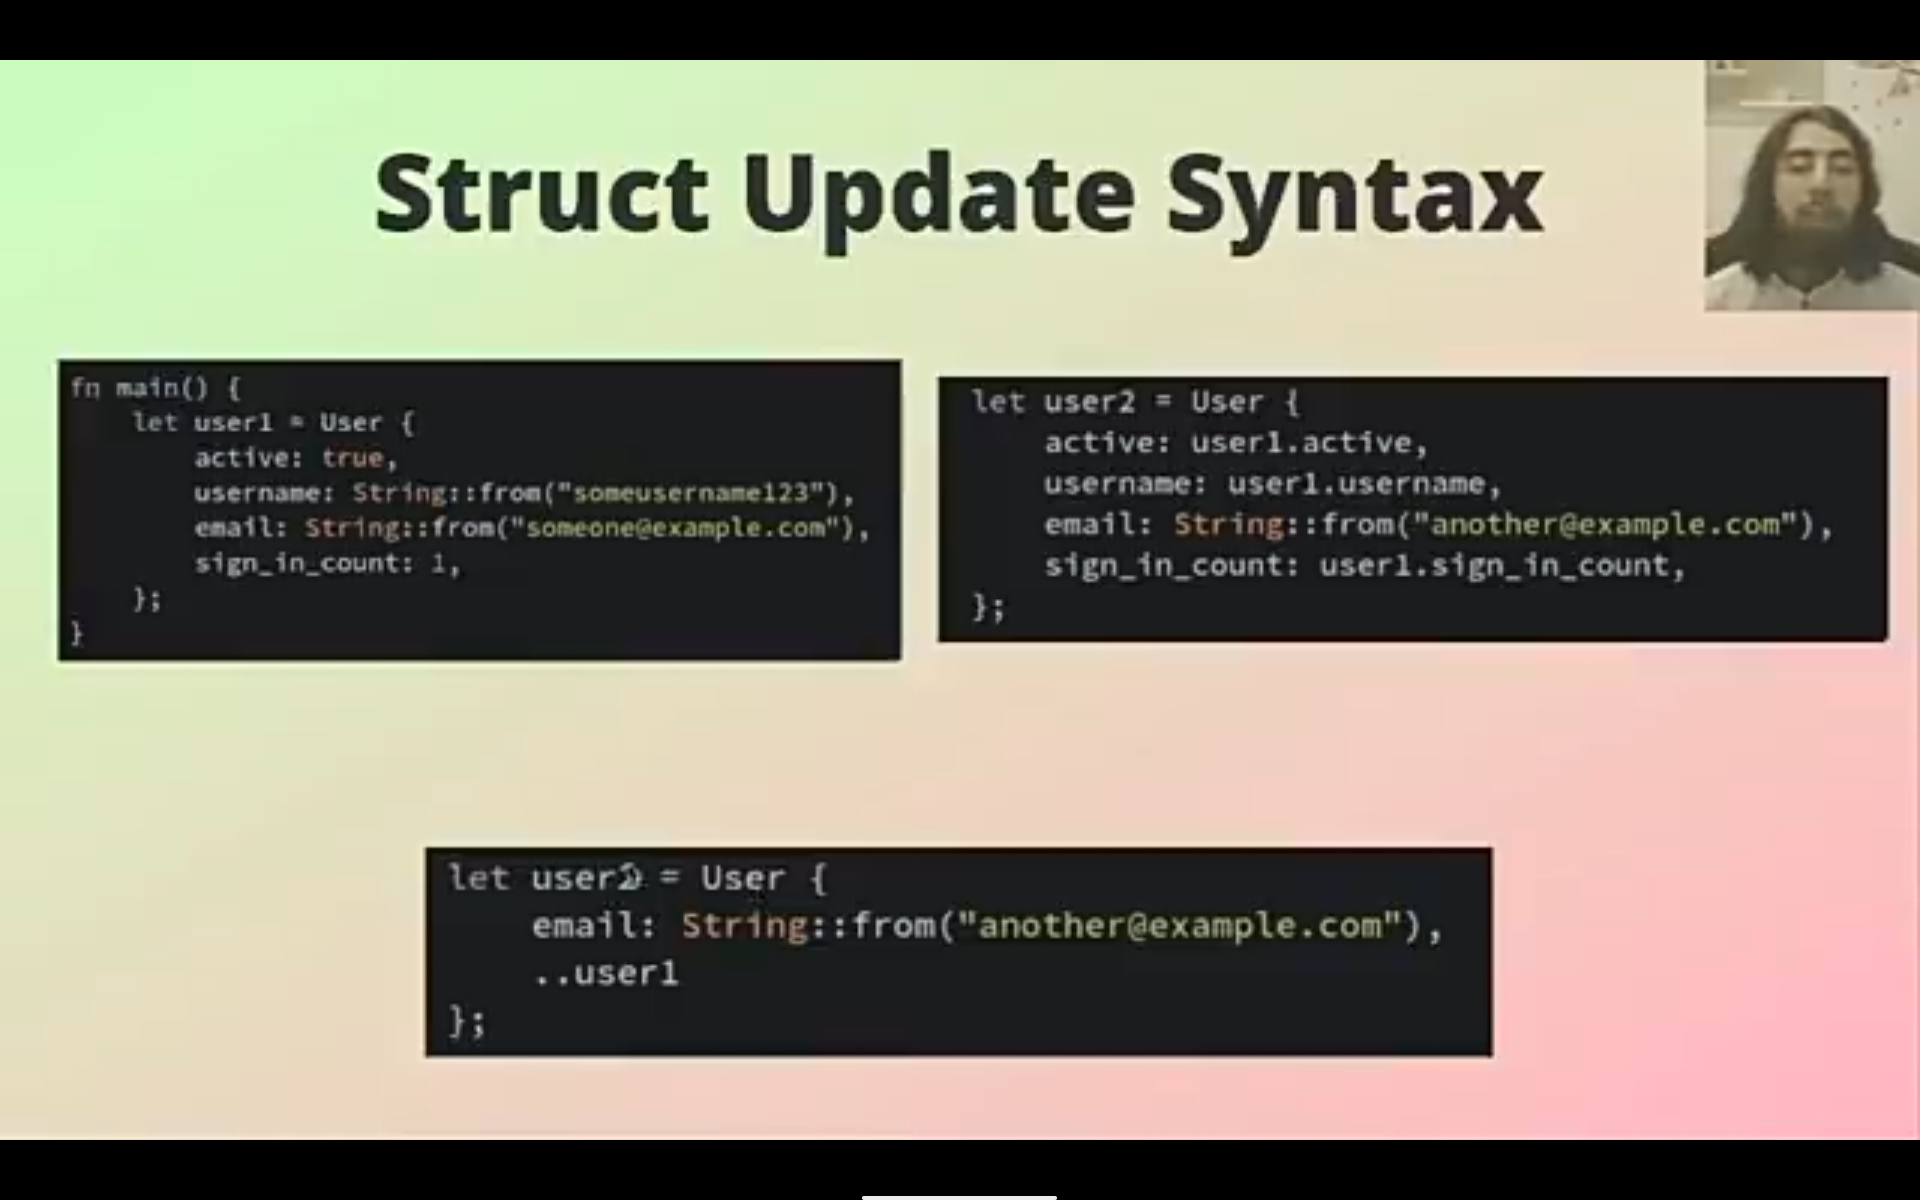 Struct Update Syntax
fn main() {
let user1 = User {
active: true,
username: String::from("someusername123"),
email: String::from("someone@example.com"),
sign_in_count: 1,
};
}
let user2 = User {
active: user1.active,
username: user1.username,
email: String::from("another@example.com"),
sign_in_count: user1.sign_in_count,
};
let user2 = User {
email: String::from("another@example.com"),
..user1
};